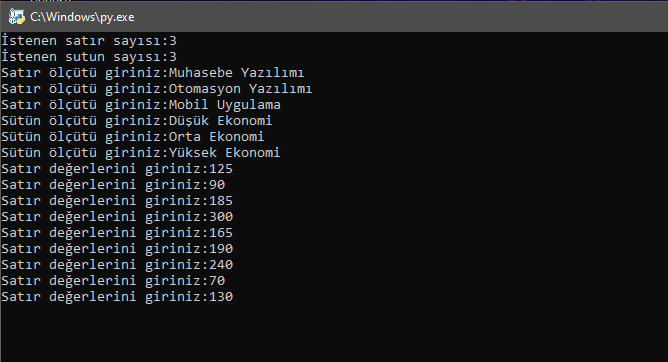 C:\Windows\py.exe
İstenen satır sayısı:3
İstenen sutun sayısı:3
Satır ölçütü giriniz:Muhasebe Yazılımı
Satır ölçütü giriniz:Otomasyon Yazılımı
Satır ölçütü giriniz:Mobil Uygulama
Sütün ölçütü giriniz:Düşük Ekonomi
Sütün ölçütü giriniz:Orta Ekonomi
Sütün ölçütü giriniz:Yüksek Ekonomi
Satır değerlerini giriniz:125
Satır değerlerini giriniz:90
Satır değerlerini giriniz:185
Satır değerlerini giriniz:300
Satır değerlerini giriniz:165
Satır değerlerini giriniz:190
Satır değerlerini giriniz:240
Satır değerlerini giriniz:70
Satır değerlerini giriniz:130